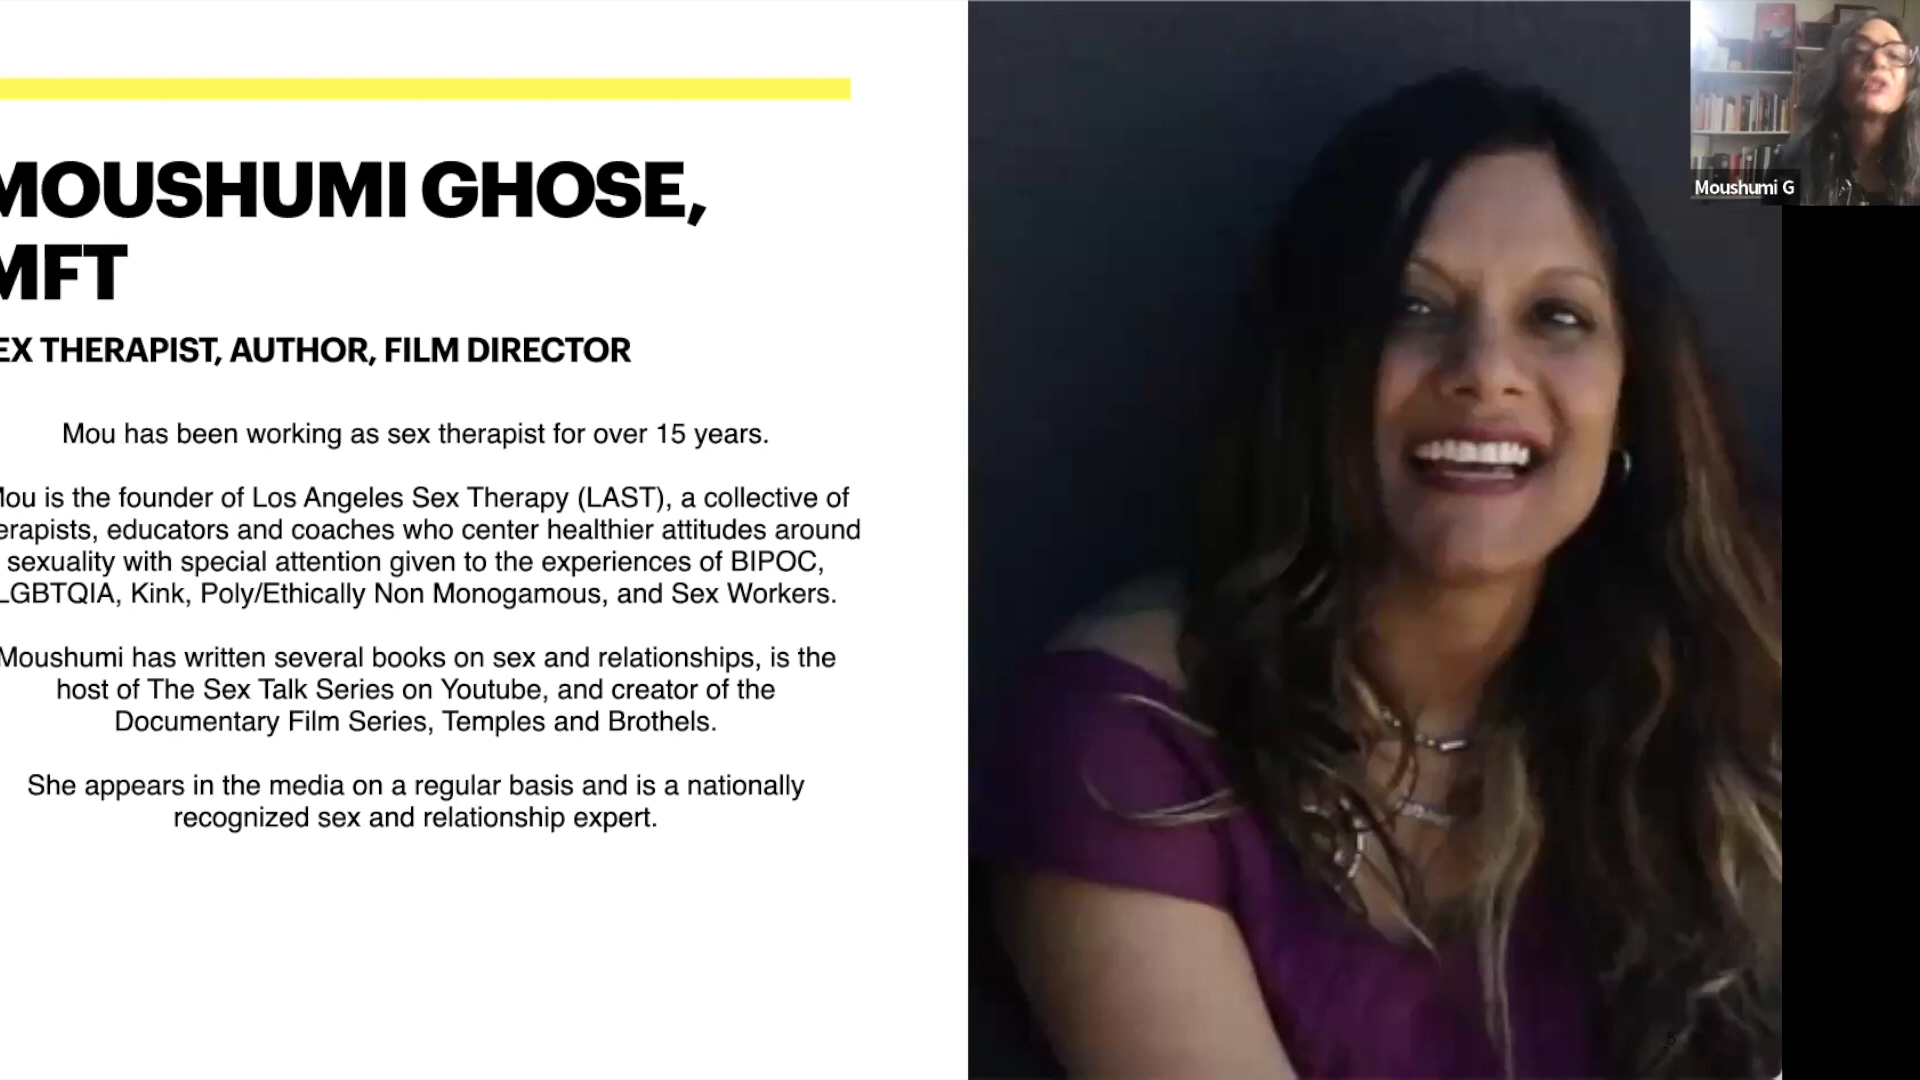 MOUSHUMI GHOSE,
MFT
EX THERAPIST, AUTHOR, FILM DIRECTOR
Mou has been working as sex therapist for over 15 years.
Mou is the founder of Los Angeles Sex Therapy (LAST), a collective of
erapists, educators and coaches who center healthier attitudes around
sexuality with special attention given to the experiences of BIPOC,
LGBTQIA, Kink, Poly/Ethically Non Monogamous, and Sex Workers.
Moushumi has written several books on sex and relationships, is the
host of The Sex Talk Series on Youtube, and creator of the
Documentary Film Series, Temples and Brothels.
She appears in the media on a regular basis and is a nationally
recognized sex and relationship expert.
Moushumi G
5